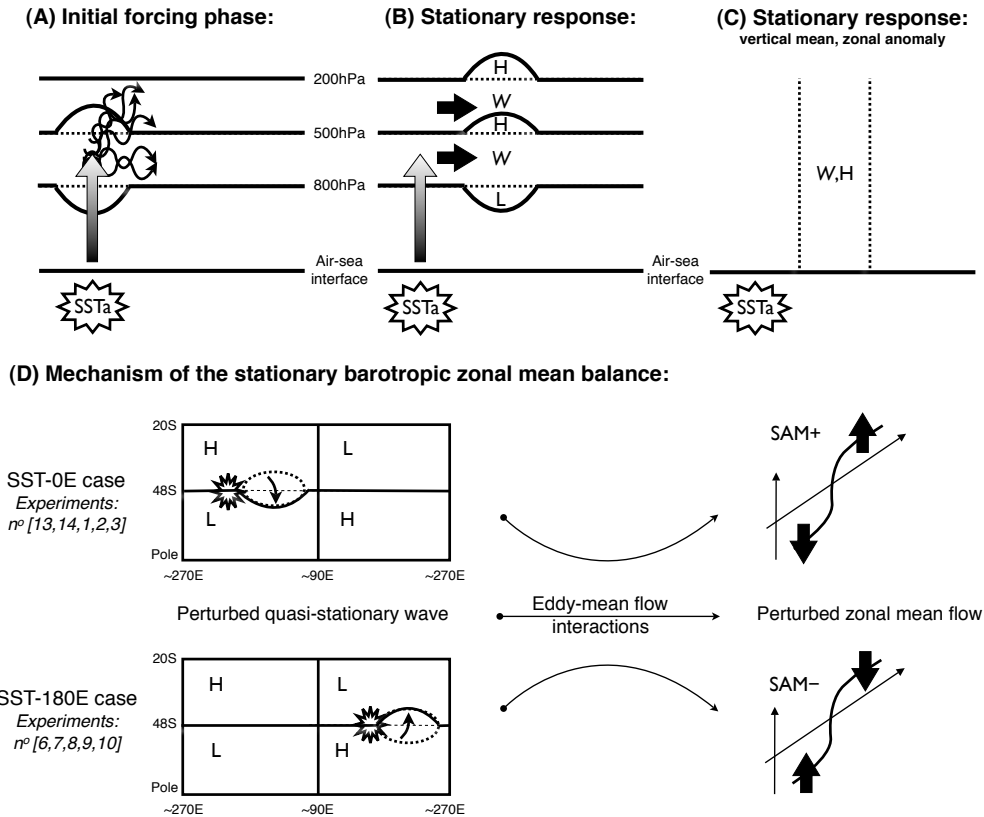 (A) Initial forcing phase:
(B) Stationary response:
(C) Stationary response:
vertical mean, zonal anomaly
200hPa
500hPa
800hPa
Air-sea
interface
SSTa
H
W
H
W
L
Air-sea
interface
SSTa
W,H
SSTa
(D) Mechanism of the stationary barotropic zonal mean balance:
SST-0E case
Experiments:
nº [13,14,1,2,3]
20S
48S
Pole
H
L
L
H
~270E
~90E
~270E
SAM+
Perturbed quasi-stationary wave
Eddy-mean flow
interactions
Perturbed zonal mean flow
SST-180E case
Experiments:
nº [6,7,8,9,10]
20S
48S
Pole
H
L
L
H
~270E
~90E
~270E
SAM−